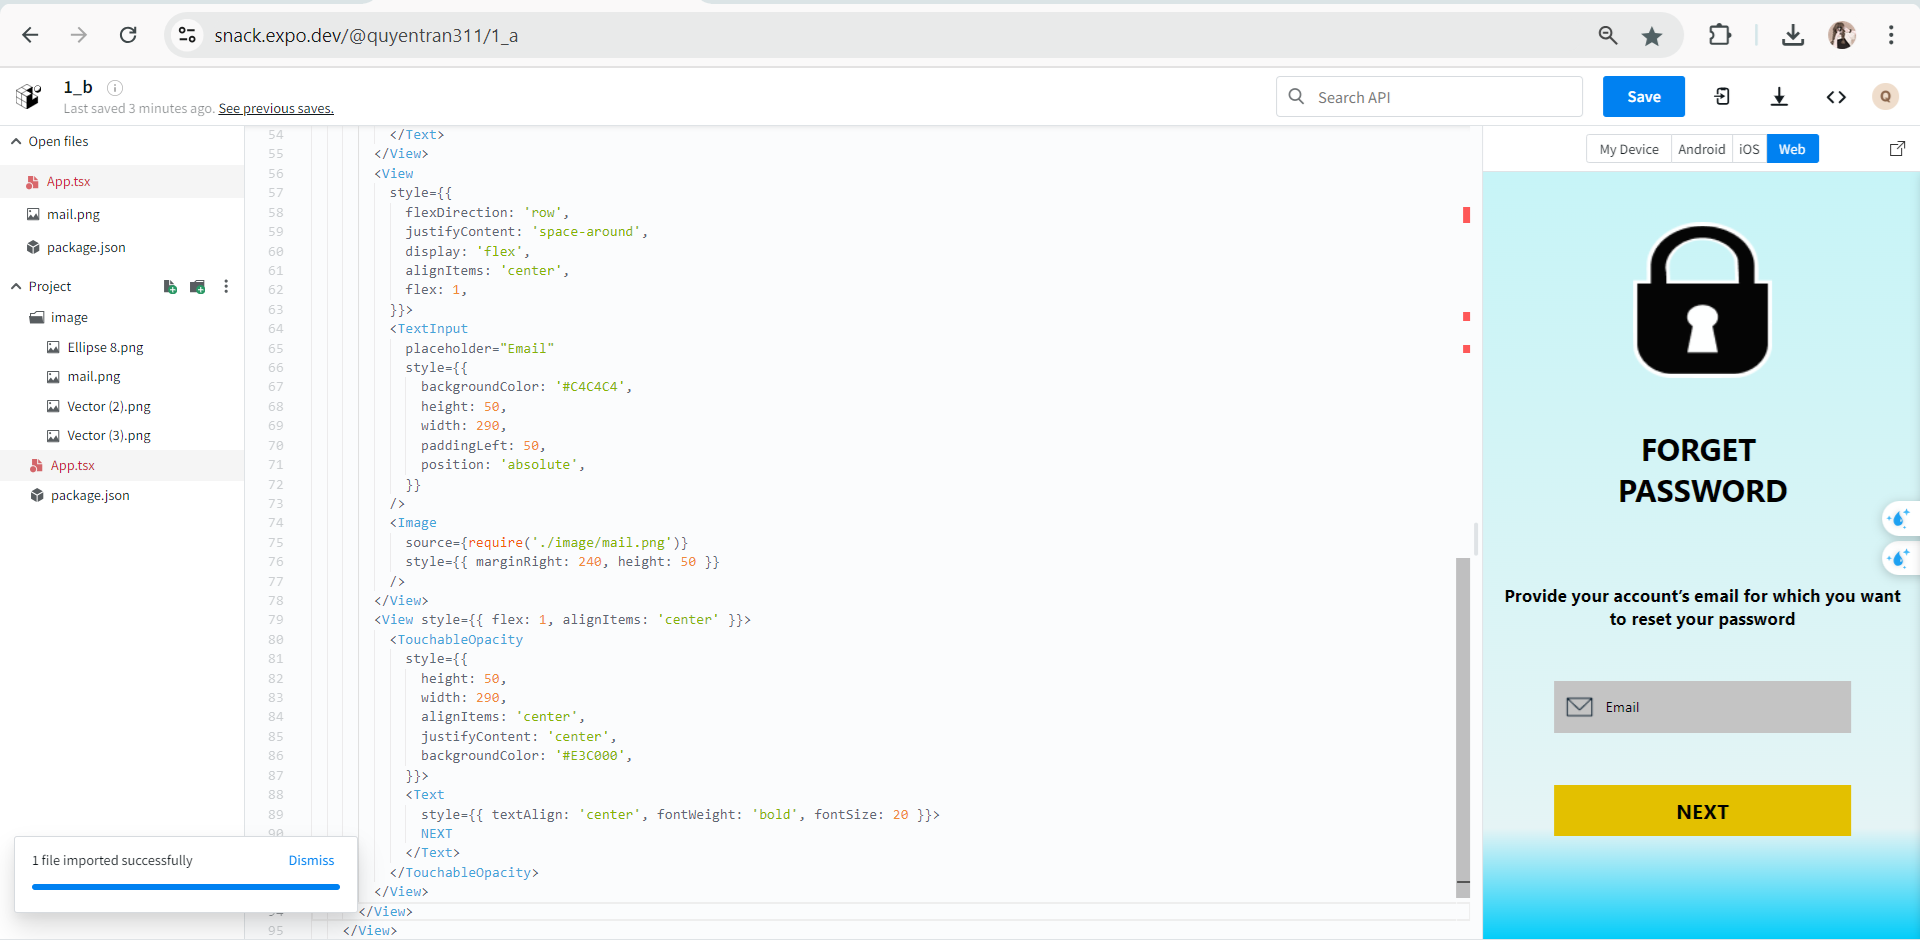 snack.expo.dev/@quyentran311/1_a
1_b
Last saved 3 minutes ago. See previous saves.
Search API
Save
Q
Open files
App.tsx
mail.png
package.json
Project
image
Ellipse 8.png
mail.png
Vector (2).png
Vector (3).png
App.tsx
package.json
54 </Text>
55 </View>
56 <View
57 style={{
58 flexDirection: 'row',
59 justifyContent: 'space-around',
60 display: 'flex',
61 alignItems: 'center',
62 flex: 1,
63 }}>
64 <TextInput
65 placeholder="Email"
66 style={{
67 backgroundColor: '#C4C4C4',
68 height: 50,
69 width: 290,
70 paddingLeft: 50,
71 position: 'absolute',
72 }}
73 />
74 <Image
75 source={require('./image/mail.png')}
76 style={{ marginRight: 240, height: 50 }}
77 />
78 </View>
79 <View style={{ flex: 1, alignItems: 'center' }}>
80 <TouchableOpacity
81 style={{
82 height: 50,
83 width: 290,
84 alignItems: 'center',
85 justifyContent: 'center',
86 backgroundColor: '#E3C000',
87 }}>
88 <Text
89 style={{ textAlign: 'center', fontWeight: 'bold', fontSize: 20 }}>
90 NEXT
</Text>
</TouchableOpacity>
</View>
94 </View>
95 </View>
1 file imported successfully
Dismiss
My Device
Android
iOS
Web
FORGET
PASSWORD
Provide your account’s email for which you want
to reset your password
Email
NEXT